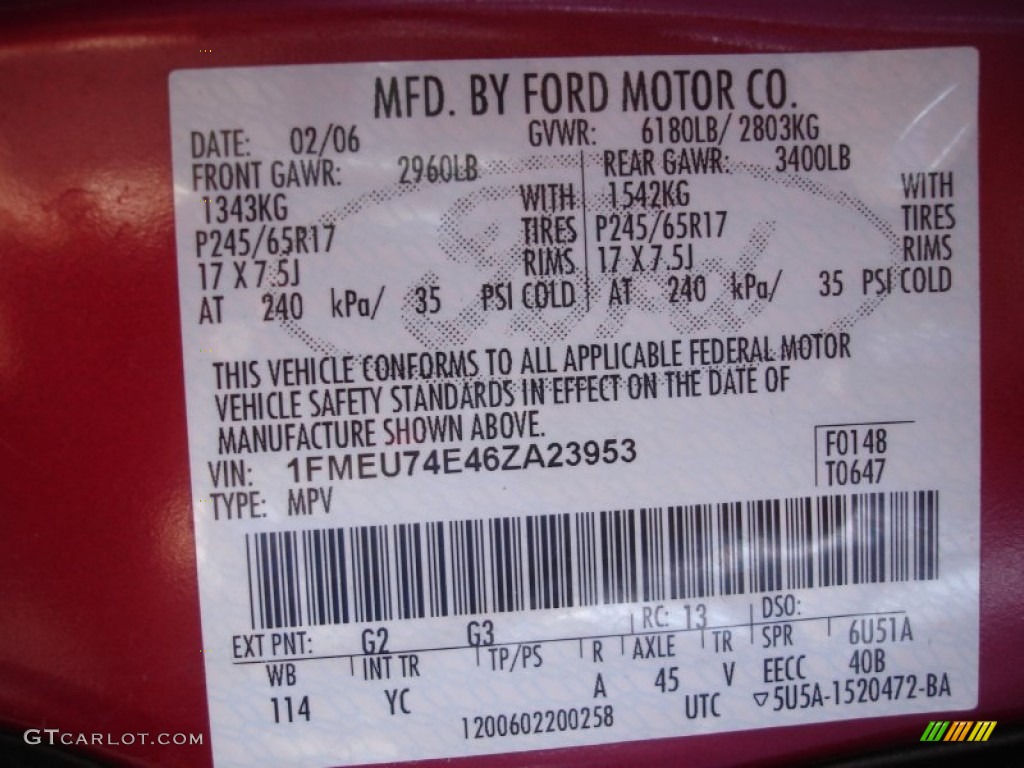 MFD. BY FORD MOTOR CO.
DATE: 02/06 GVWR: 6180LB/ 2803KG
FRONT GAWR: 2960LB REAR GAWR: 3400LB
1343KG WITH 1542KG WITH
P245/65R17 TIRES P245/65R17 TIRES
17 X 7.5J RIMS 17 X 7.5J RIMS
AT 240 kPa/ 35 PSI COLD AT 240 kPa/ 35 PSI COLD
THIS VEHICLE CONFORMS TO ALL APPLICABLE FEDERAL MOTOR
VEHICLE SAFETY STANDARDS IN EFFECT ON THE DATE OF
MANUFACTURE SHOWN ABOVE.
VIN: 1FMEU74E46ZA23953 F0148
TYPE: MPV T0647
EXT PNT: G2 G3 RC: 13 DSO:
WB INT TR TP/PS R AXLE TR SPR 6U51A
114 YC A 45 V EECC 40B
1200602200258 UTC 5U5A-1520472-BA
GTCARLOT.COM